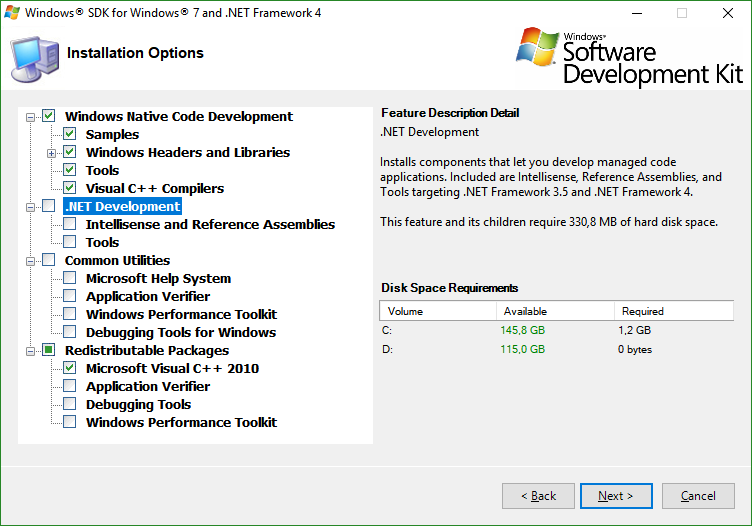 Windows® SDK for Windows® 7 and .NET Framework 4
Installation Options
Windows®
Software
Development Kit
Windows Native Code Development
Samples
Windows Headers and Libraries
Tools
Visual C++ Compilers
.NET Development
Intellisense and Reference Assemblies
Tools
Common Utilities
Microsoft Help System
Application Verifier
Windows Performance Toolkit
Debugging Tools for Windows
Redistributable Packages
Microsoft Visual C++ 2010
Application Verifier
Debugging Tools
Windows Performance Toolkit
Feature Description Detail
.NET Development
Installs components that let you develop managed code
applications. Included are Intellisense, Reference Assemblies, and
Tools targeting .NET Framework 3.5 and .NET Framework 4.
This feature and its children require 330,8 MB of hard disk space.
Disk Space Requirements
Volume Available Required
C: 145,8 GB 1,2 GB
D: 115,0 GB 0 bytes
< Back Next > Cancel